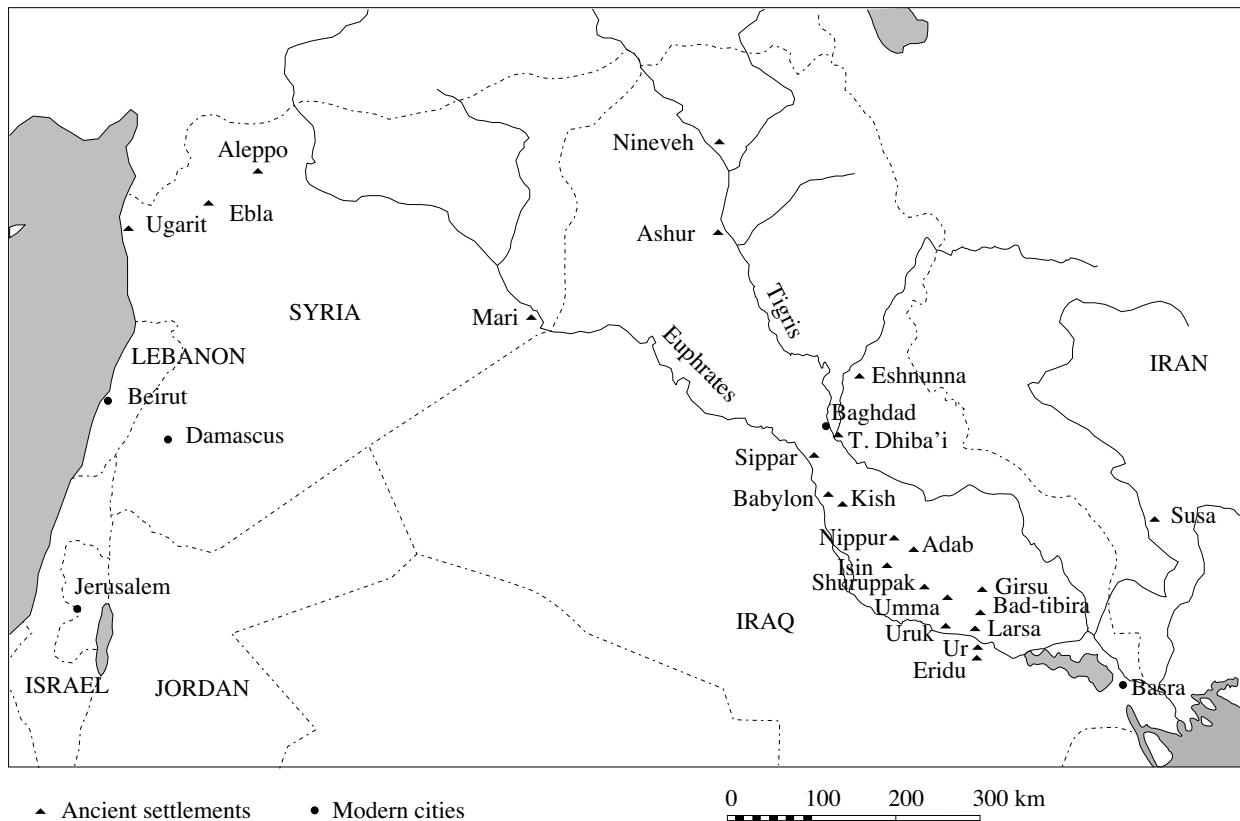 Nineveh
Aleppo
Ebla
Ugarit
Ashur
SYRIA
Mari
Tigris
Euphrates
LEBANON
IRAN
Eshnunna
Beirut
Baghdad
Damascus
T. Dhiba'i
Sippar
Babylon
Kish
Susa
Nippur
Adab
Isin
Shuruppak
Girsu
Jerusalem
Umma
Bad-tibira
IRAQ
Uruk
Larsa
Ur
Eridu
ISRAEL
JORDAN
Basra
Ancient settlements
Modern cities
0 100 200 300 km